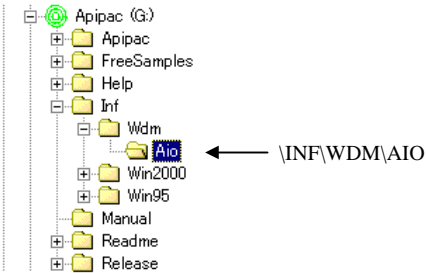 Apipac (G:)
Apipac
FreeSamples
Help
Inf
Wdm
Aio
\INF\WDM\AIO
Win2000
Win95
Manual
Readme
Release